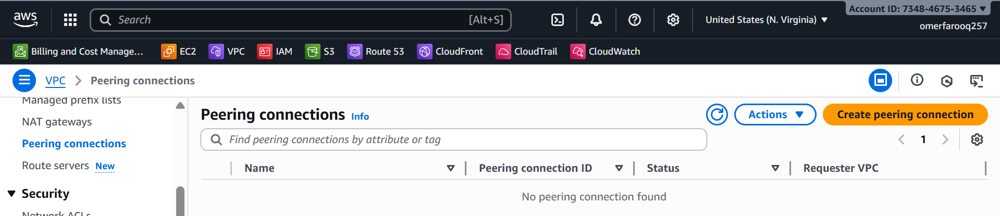 aws
Search [Alt+S]
United States (N. Virginia)
Account ID: 7348-4675-3465
omerfarooq257
Billing and Cost Manage...
EC2
VPC
IAM
S3
53
Route 53
CloudFront
CloudTrail
CloudWatch
VPC > Peering connections
Managed prefix lists
NAT gateways
Peering connections
Route servers New
Security
Network ACLs
Peering connections Info
Actions
Create peering connection
Find peering connections by attribute or tag
1
Name Peering connection ID Status Requester VPC
No peering connection found